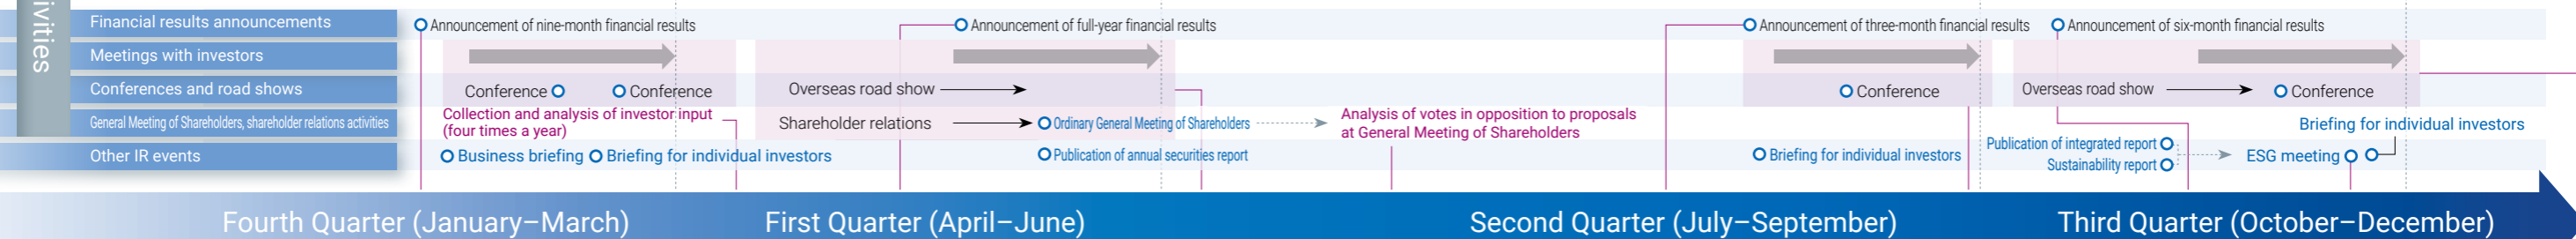 ivities
Financial results announcements
Announcement of nine-month financial results
Announcement of full-year financial results
Announcement of three-month financial results
Announcement of six-month financial results
Meetings with investors
Conferences and road shows
Conference
Conference
Overseas road show
Conference
Overseas road show
Conference
General Meeting of Shareholders, shareholder relations activities
Collection and analysis of investor input
(four times a year)
Shareholder relations
Ordinary General Meeting of Shareholders
Analysis of votes in opposition to proposals
at General Meeting of Shareholders
Other IR events
Business briefing
Briefing for individual investors
Publication of annual securities report
Briefing for individual investors
Publication of integrated report
Sustainability report
ESG meeting
Briefing for individual investors
Fourth Quarter (January–March)
First Quarter (April–June)
Second Quarter (July–September)
Third Quarter (October–December)